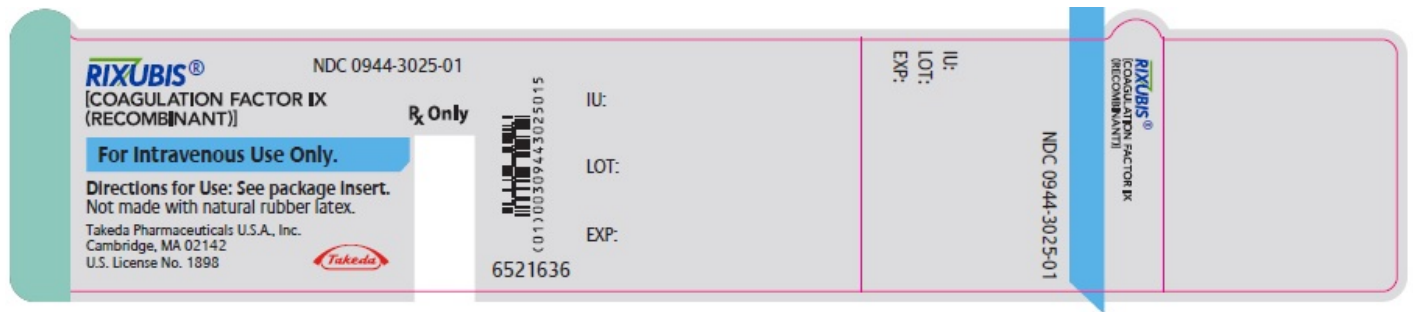 RIXUBIS®
NDC 0944-3025-01
[COAGULATION FACTOR IX
(RECOMBINANT)]
Rx Only
For Intravenous Use Only.
Directions for Use: See package insert.
Not made with natural rubber latex.
Takeda Pharmaceuticals U.S.A., Inc.
Cambridge, MA 02142
U.S. License No. 1898
Takeda
(01)00309443025015
6521636
IU:
LOT:
EXP:
IU:
LOT:
EXP:
NDC 0944-3025-01
RIXUBIS®
[COAGULATION FACTOR IX
(RECOMBINANT)]